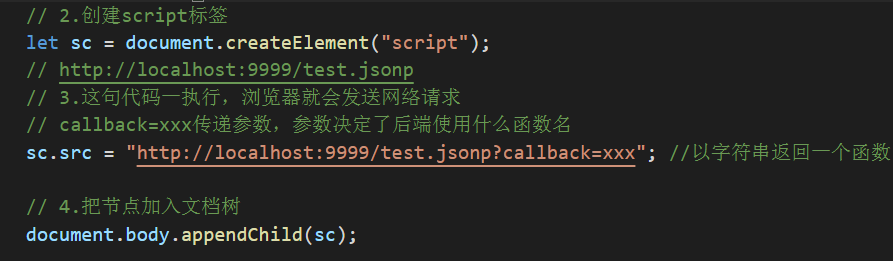 // 2.创建script标签
let sc = document.createElement("script");
// http://localhost:9999/test.jsonp
// 3.这句代码一执行，浏览器就会发送网络请求
// callback=xxx传递参数，参数决定了后端使用什么函数名
sc.src = "http://localhost:9999/test.jsonp?callback=xxx"; //以字符串返回一个函数
// 4.把节点加入文档树
document.body.appendChild(sc);